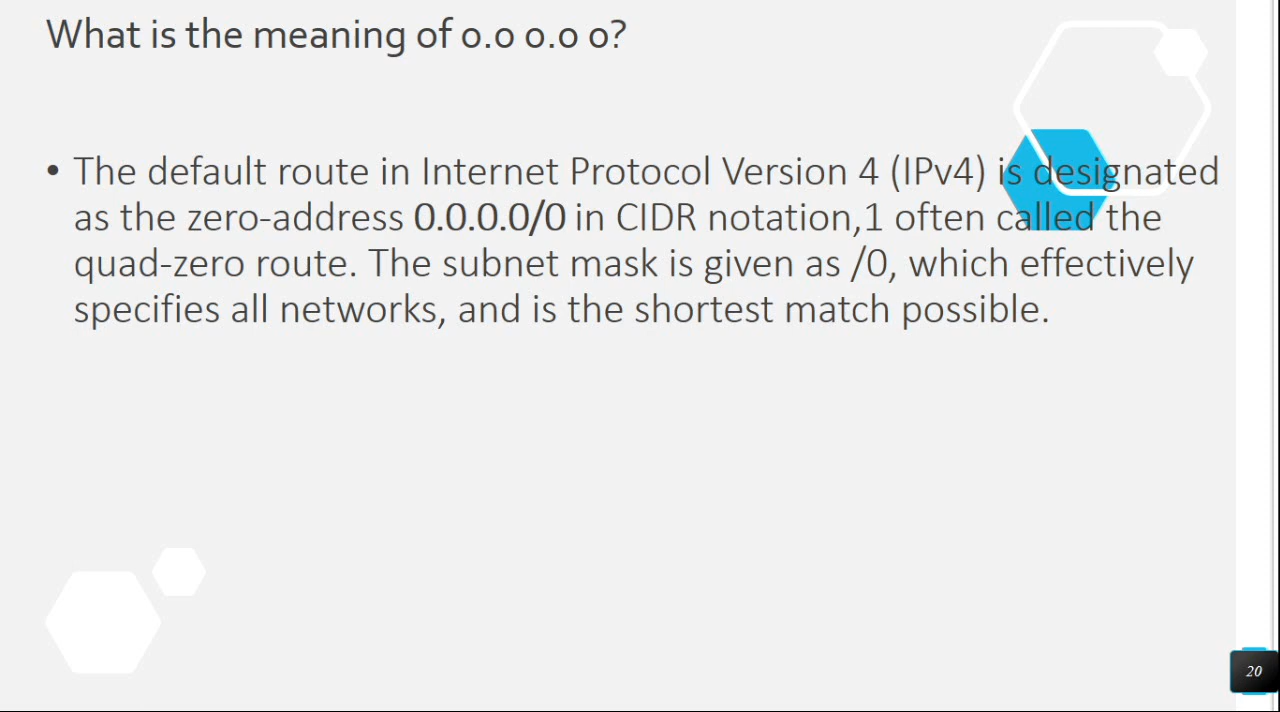 What is the meaning of 0.0 0.0 0?
• The default route in Internet Protocol Version 4 (IPv4) is designated
as the zero-address 0.0.0.0/0 in CIDR notation,1 often called the
quad-zero route. The subnet mask is given as /0, which effectively
specifies all networks, and is the shortest match possible.
20